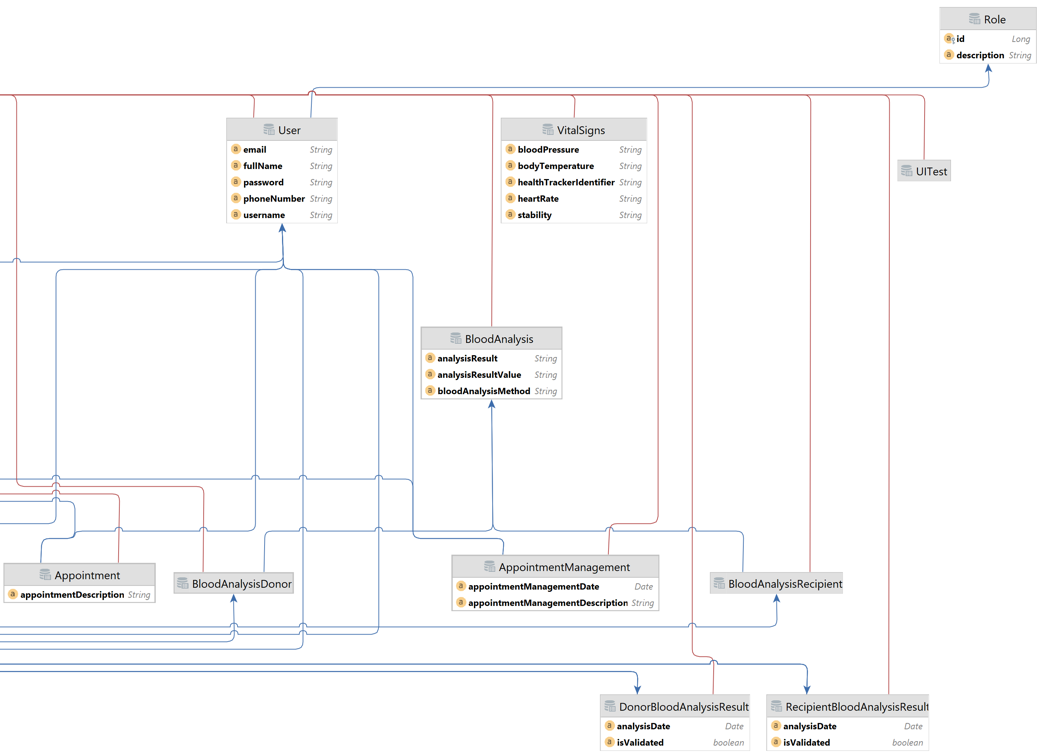 Role
id Long
description String
User
email String
fullName String
password String
phoneNumber String
username String
VitalSigns
bloodPressure String
bodyTemperature String
healthTrackerIdentifier String
heartRate String
stability String
UITest
BloodAnalysis
analysisResult String
analysisResultValue String
bloodAnalysisMethod String
Appointment
appointmentDescription String
BloodAnalysisDonor
AppointmentManagement
appointmentManagementDate Date
appointmentManagementDescription String
BloodAnalysisRecipient
DonorBloodAnalysisResult
analysisDate Date
isValidated boolean
RecipientBloodAnalysisResult
analysisDate Date
isValidated boolean